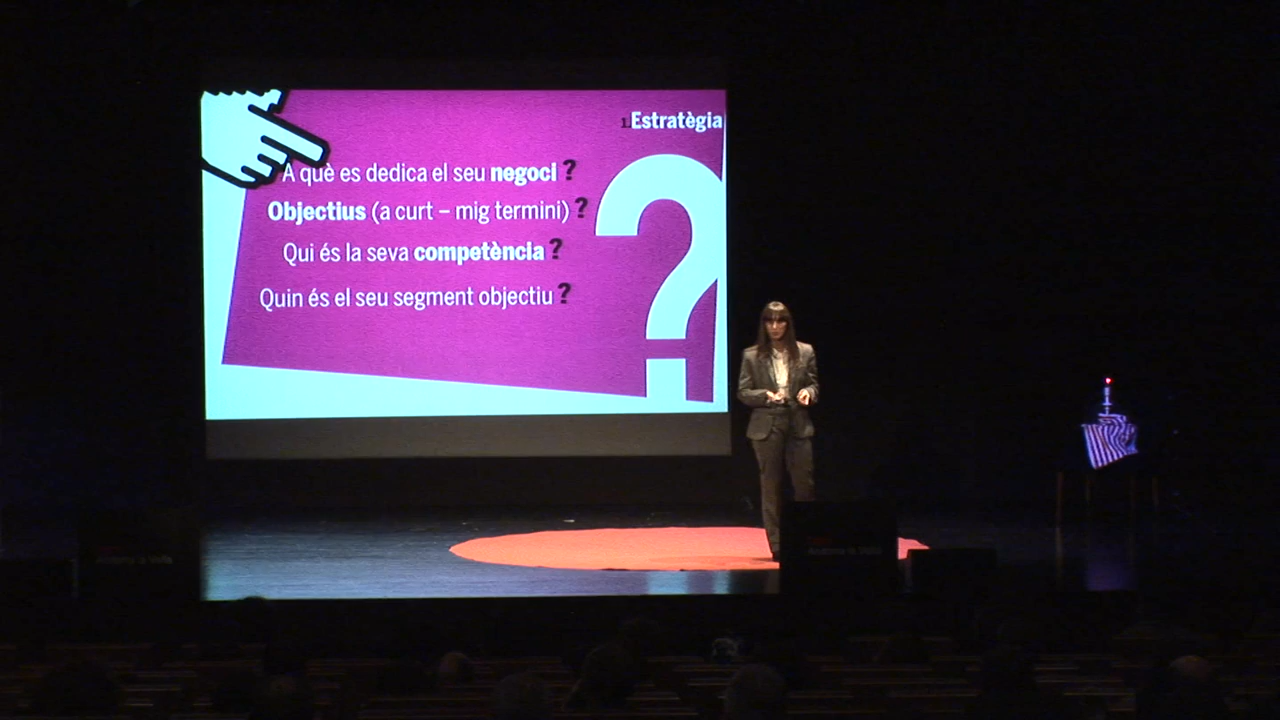 1.Estratègia
A què es dedica el seu negocI ?
Objectius (a curt – mig termini) ?
Qui és la seva competència ?
Quin és el seu segment objectiu ?
?